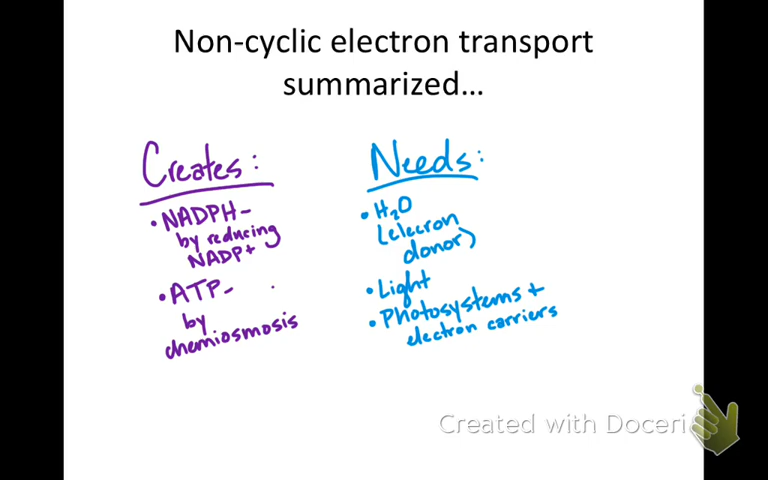 Non-cyclic electron transport
summarized...
Creates:
• NADPH-
by reducing
NADP+
• ATP-
by
chemiosmosis
Needs:
• H₂O
(elecron
donor)
• Light
• Photosystems +
electron carriers
Created with Doceri